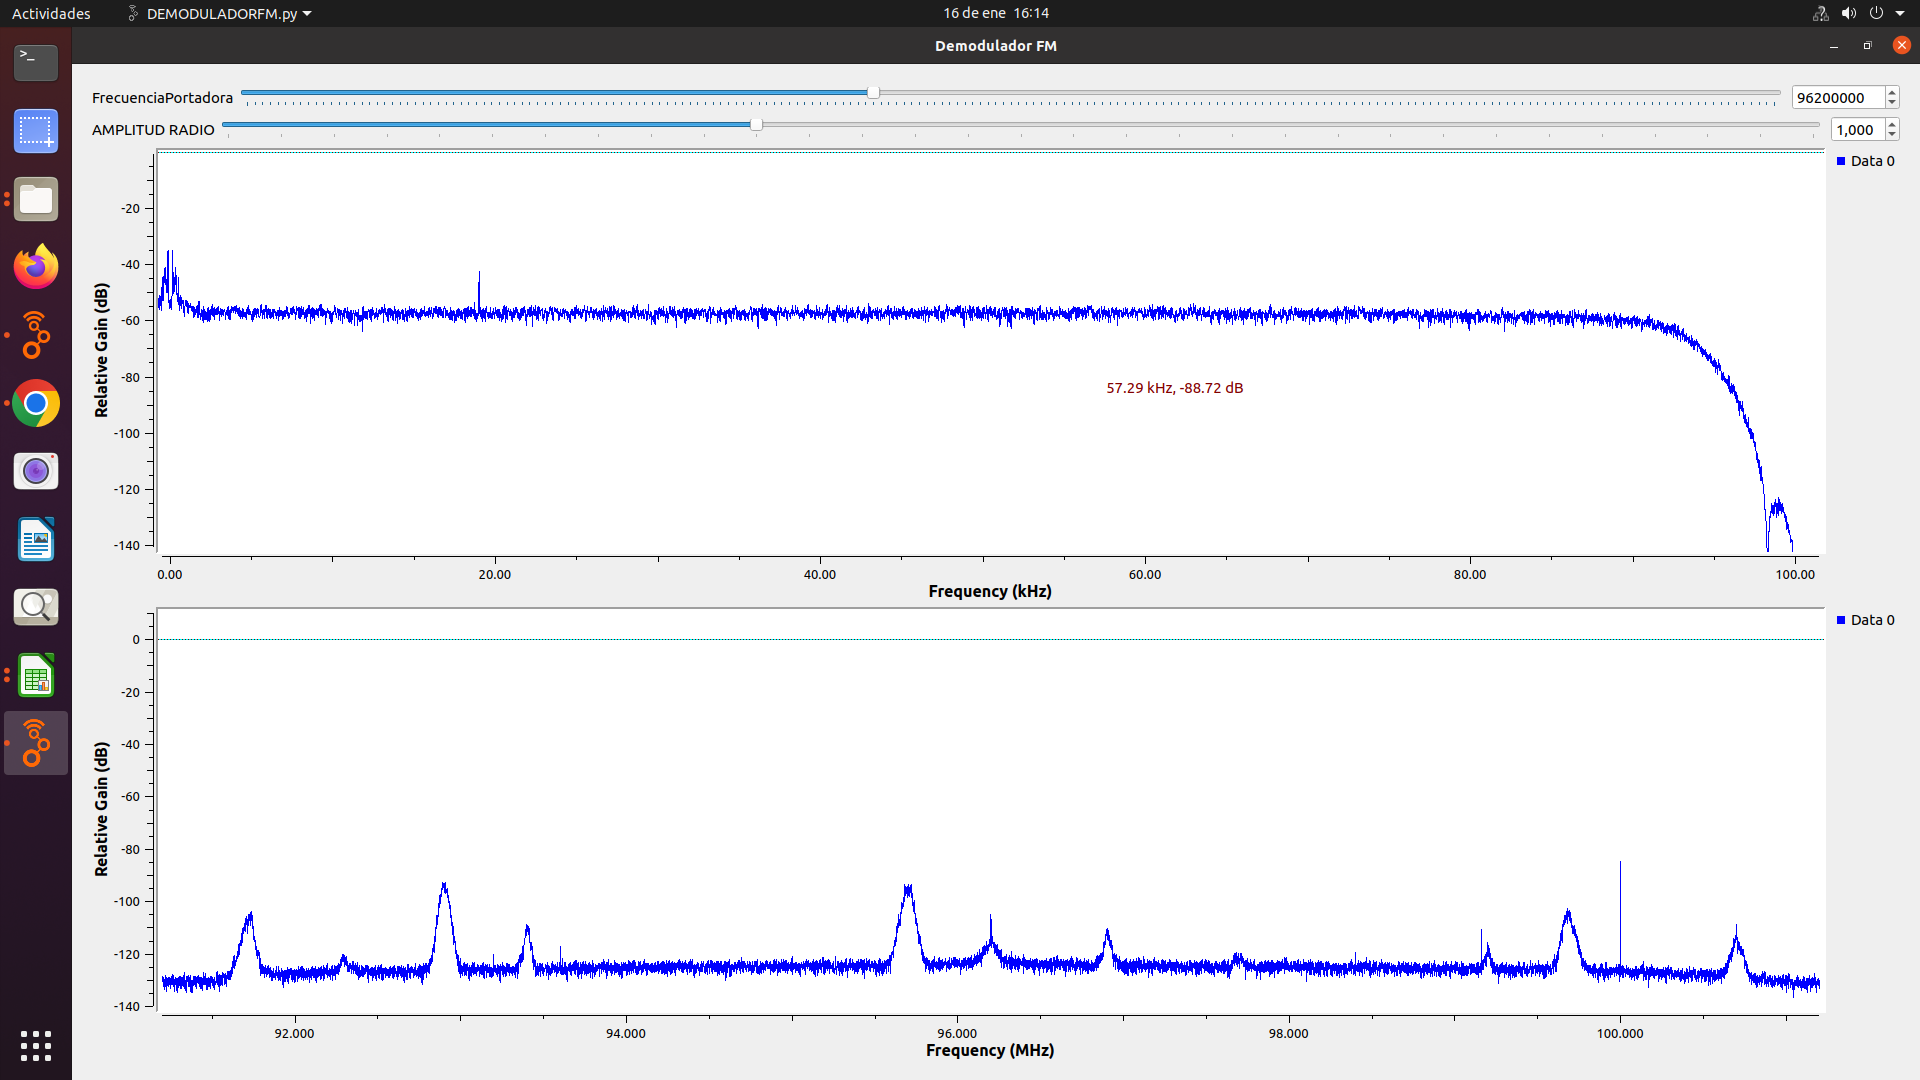 Actividades DEMODULADORFM.py 16 de ene 16:14
Demodulador FM
>_
FrecuenciaPortadora 96200000
AMPLITUD RADIO 1,000
Data 0
-20
-40
-60
-80
-100
-120
-140
Relative Gain (dB)
57.29 kHz, -88.72 dB
0.00 20.00 40.00 60.00 80.00 100.00
Frequency (kHz)
Data 0
0
-20
-40
-60
-80
-100
-120
-140
Relative Gain (dB)
92.000 94.000 96.000 98.000 100.000
Frequency (MHz)